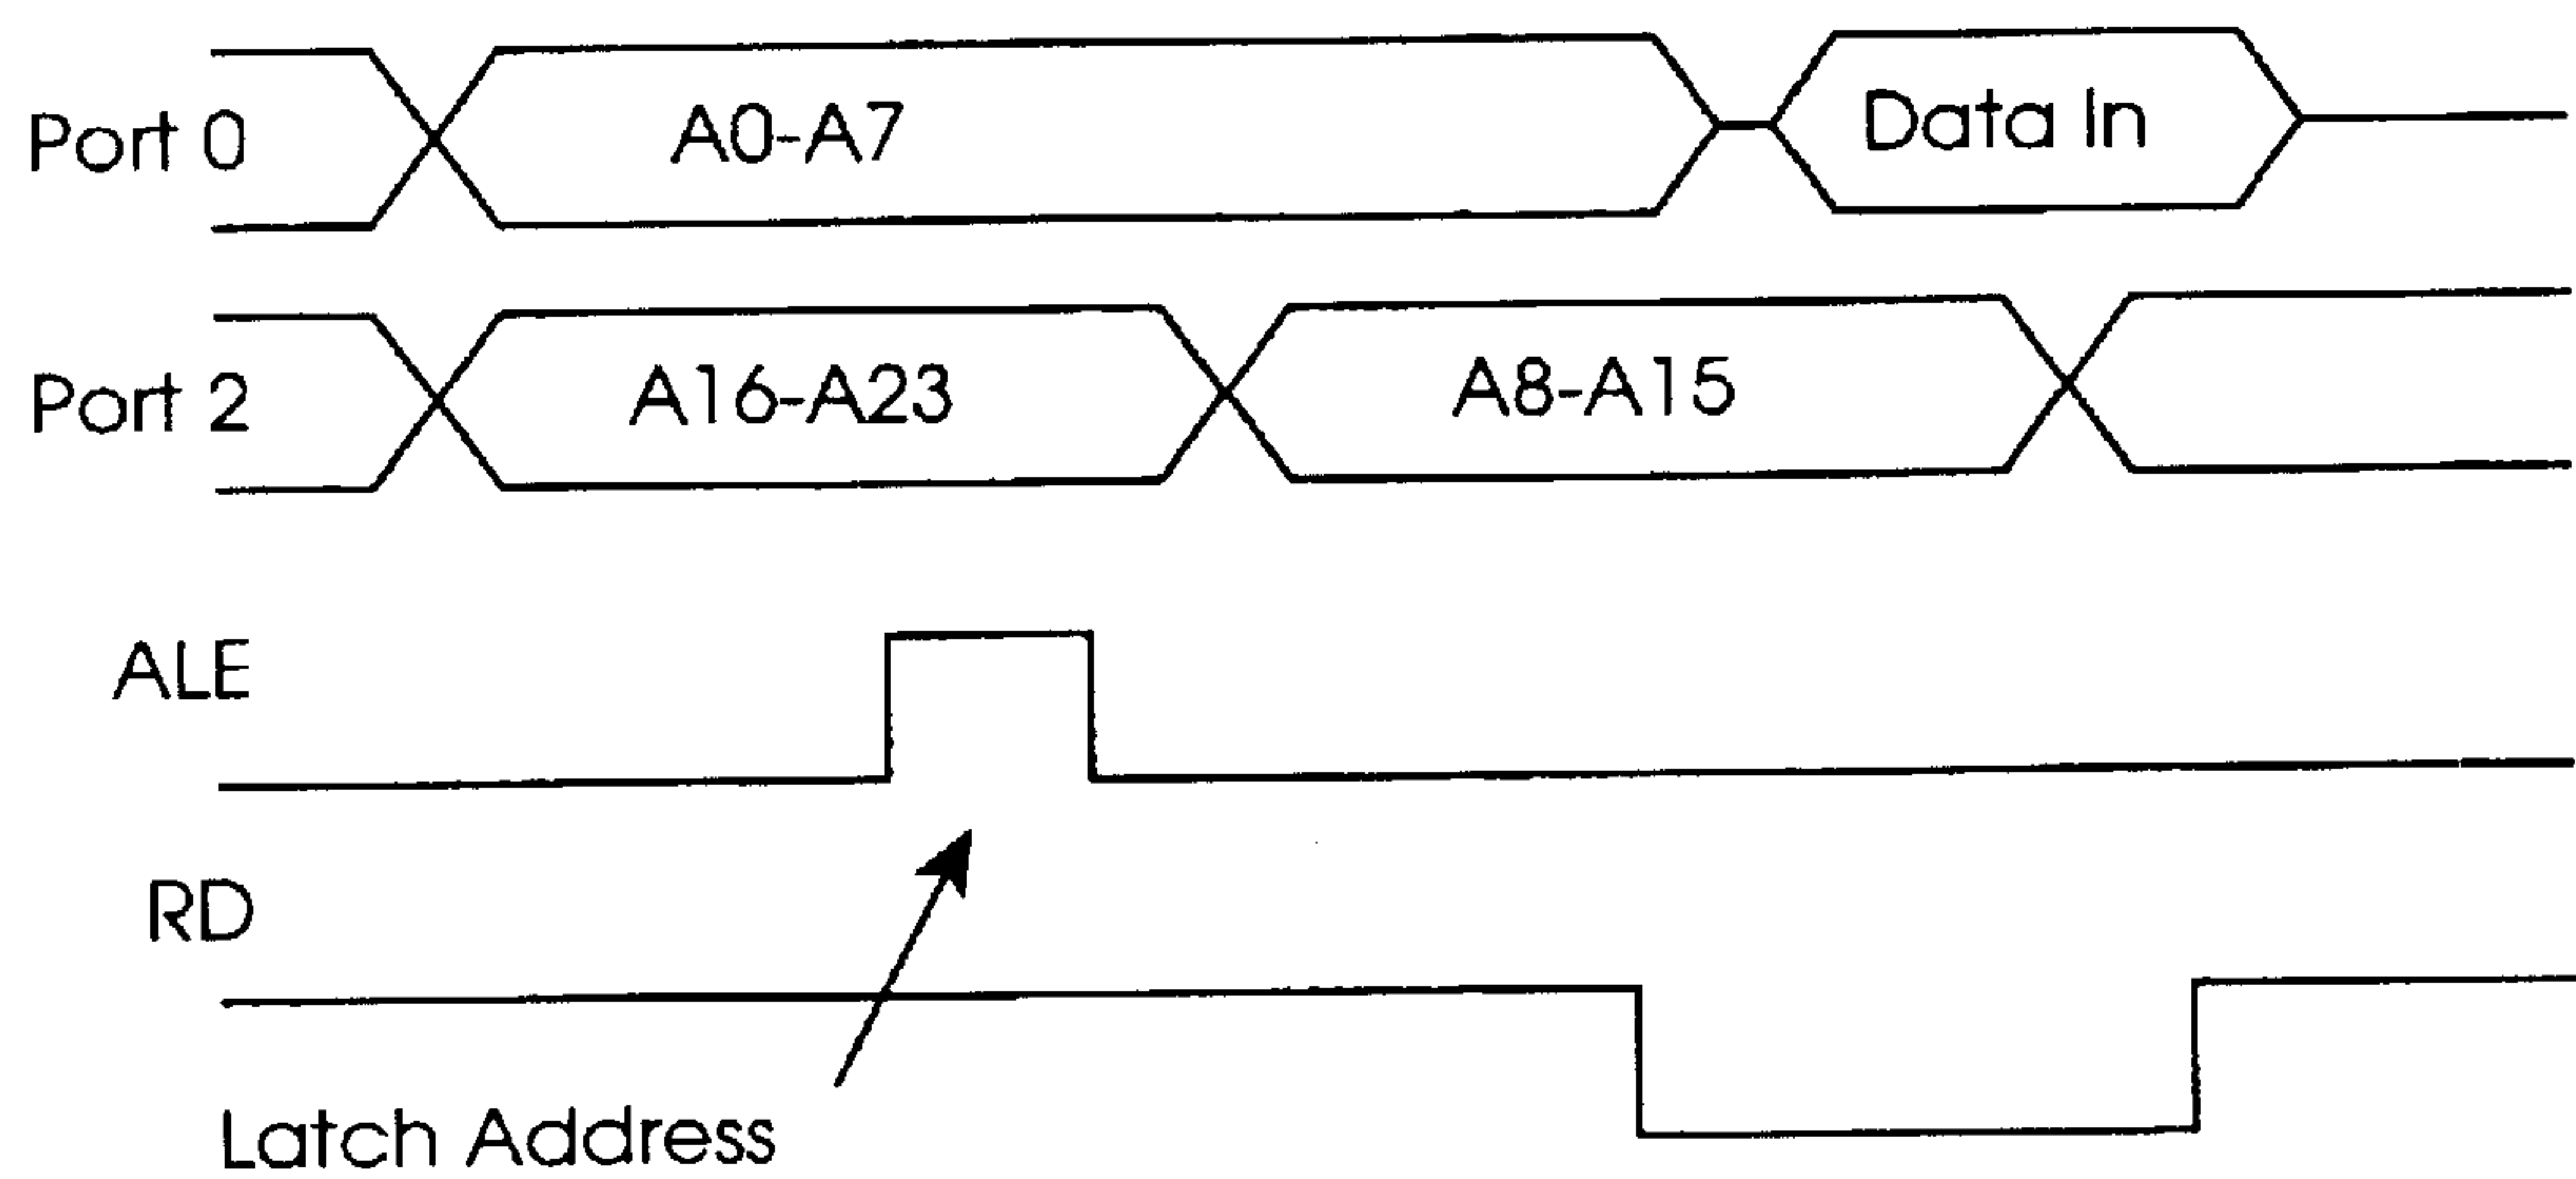 Port 0
A0-A7
Data In
Port 2
A16-A23
A8-A15
ALE
RD
Latch Address